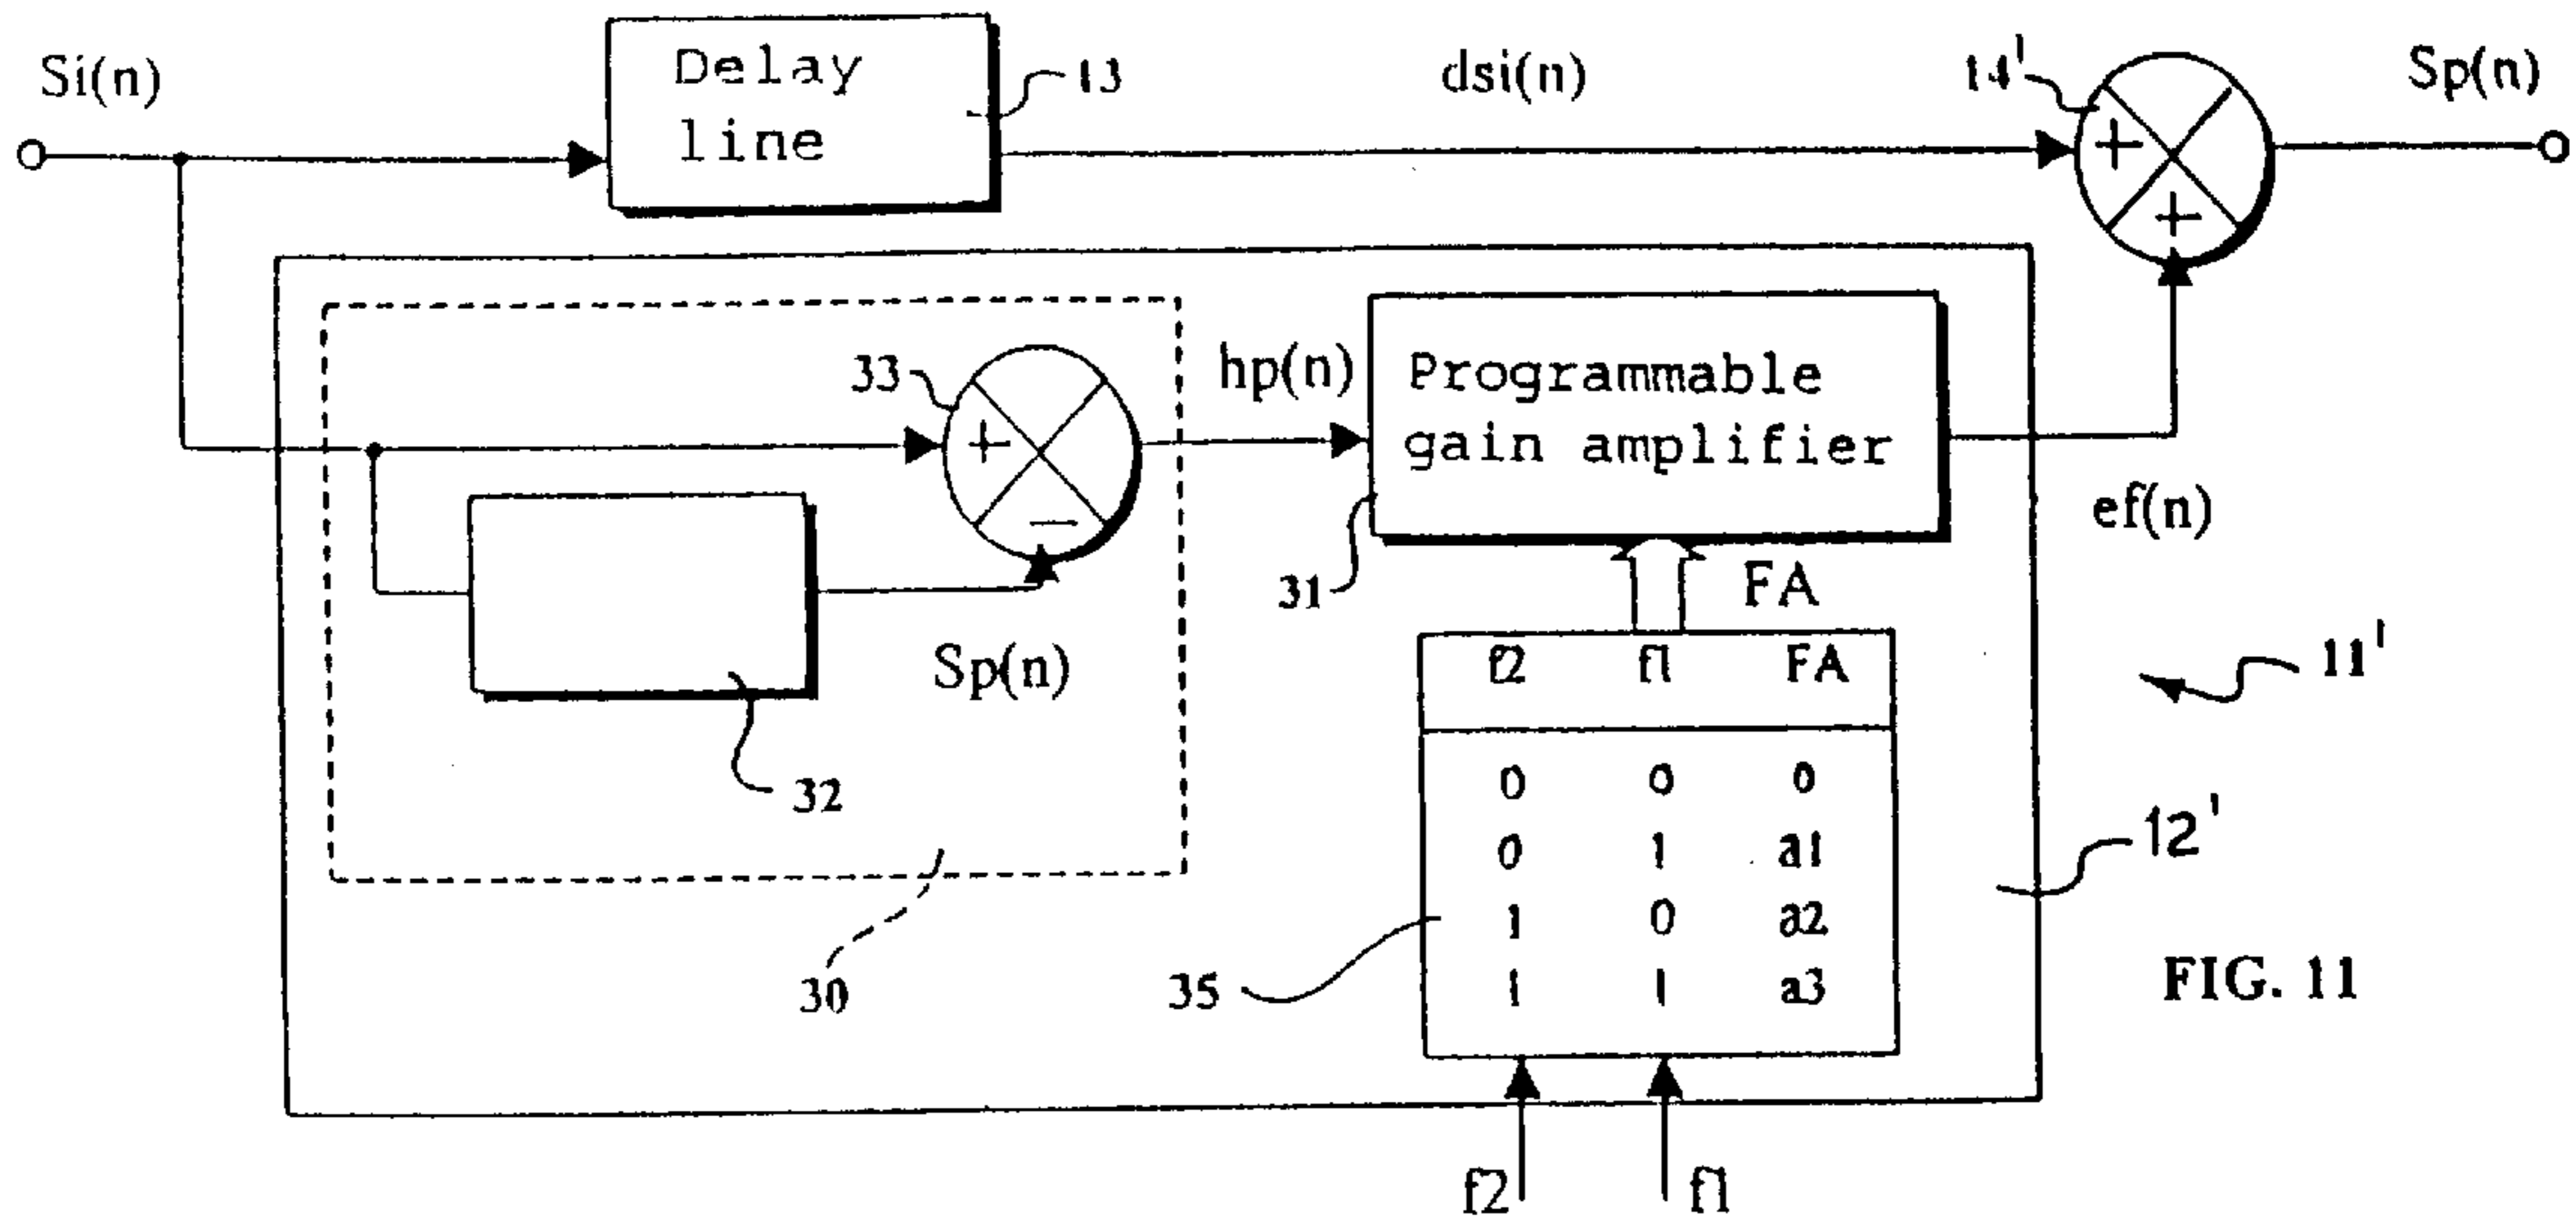 Si(n)
Delay
line
13
dsi(n)
14'
Sp(n)
33
hp(n)
Programmable
gain amplifier
31
ef(n)
FA
Sp(n)
32
30
f2 f1 FA
0 0 0
0 1 a1
1 0 a2
1 1 a3
35
11'
12'
FIG. 11
f2 f1
+
+
+
−